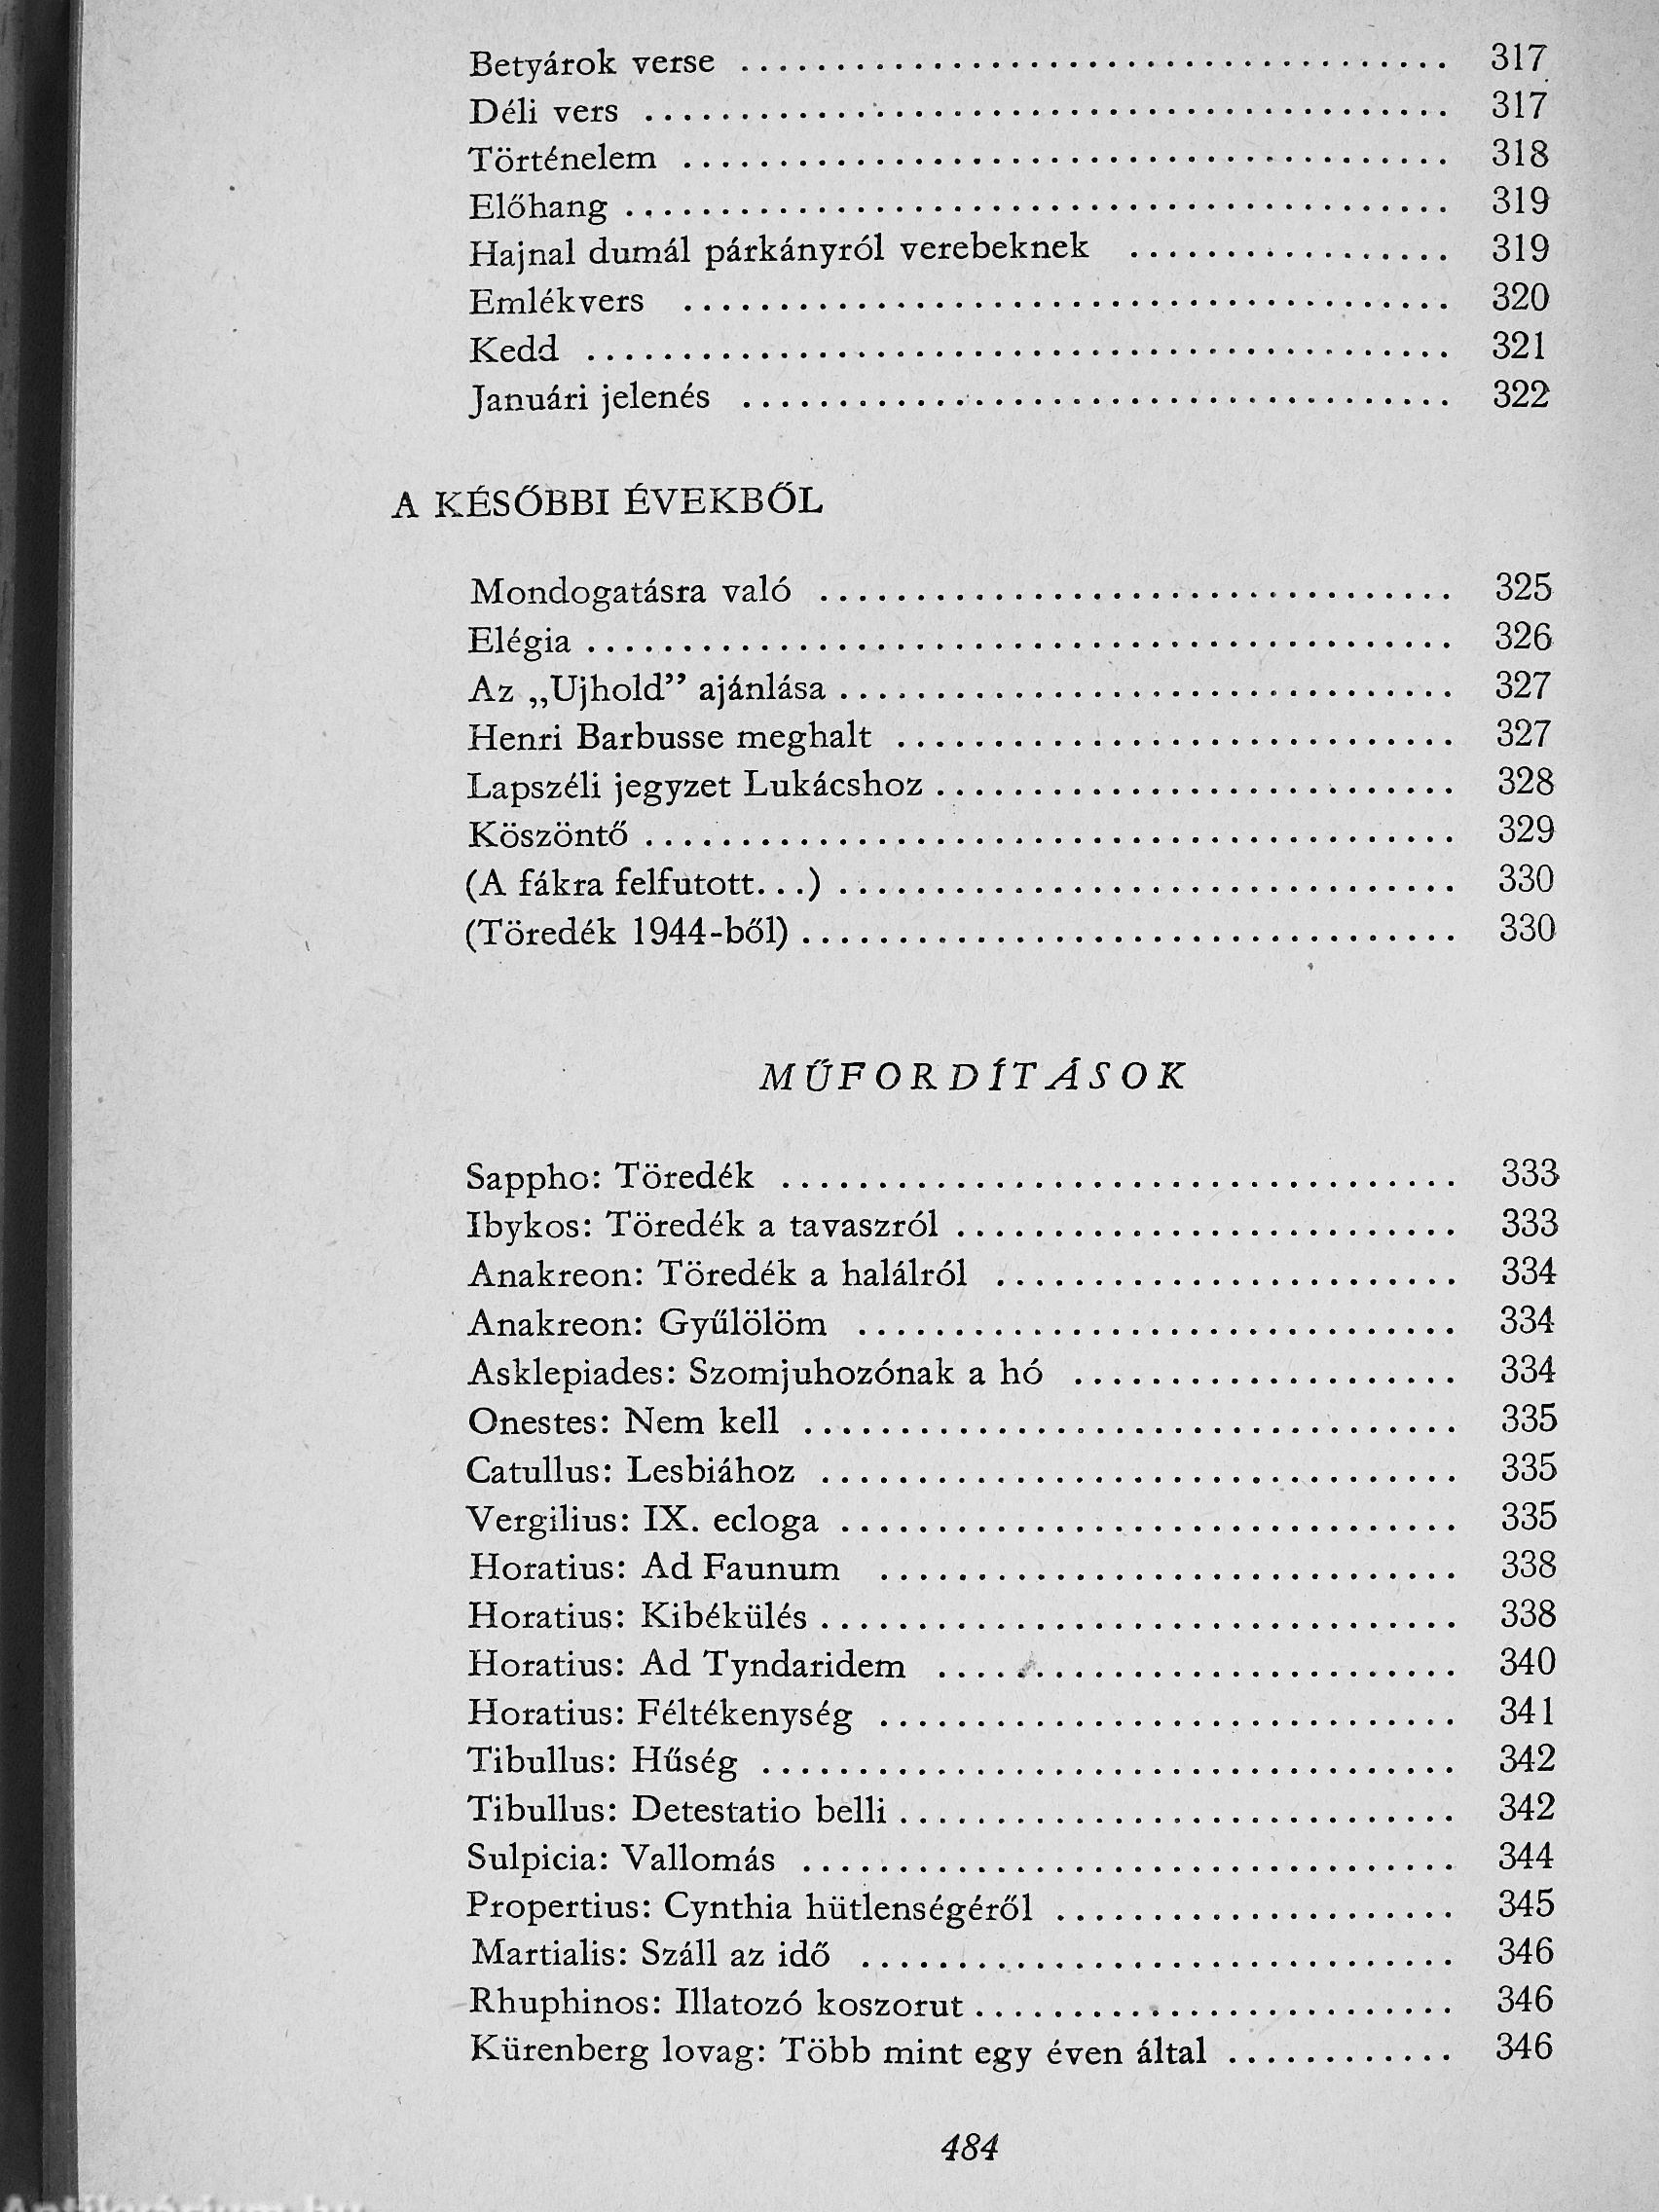 Betyárok verse ..................................... 317
Déli vers .......................................... 317
Történelem ........................................ 318
Előhang ........................................... 319
Hajnal dumál párkányról verebeknek ................. 319
Emlékvers ........................................ 320
Kedd ............................................. 321
Januári jelenés ..................................... 322
A KÉSŐBBI ÉVEKBŐL
Mondogatásra való ................................. 325
Elégia ............................................. 326
Az „Ujhold” ajánlása ................................ 327
Henri Barbusse meghalt ............................. 327
Lapszéli jegyzet Lukácshoz ........................... 328
Köszöntő .......................................... 329
(A fákra felfutott...) ................................ 330
(Töredék 1944-ből) .................................. 330
MŰFORDÍTÁSOK
Sappho: Töredék ................................... 333
Ibykos: Töredék a tavaszról .......................... 333
Anakreon: Töredék a halálról ........................ 334
Anakreon: Gyűlölöm ............................... 334
Asklepiades: Szomjuhozónak a hó .................... 334
Onestes: Nem kell .................................. 335
Catullus: Lesbiához ................................. 335
Vergilius: IX. ecloga ................................ 335
Horatius: Ad Faunum .............................. 338
Horatius: Kibékülés ................................. 338
Horatius: Ad Tyndaridem ........................... 340
Horatius: Féltékenység .............................. 341
Tibullus: Hűség .................................... 342
Tibullus: Detestatio belli ............................. 342
Sulpicia: Vallomás .................................. 344
Propertius: Cynthia hütlenségéről ..................... 345
Martialis: Száll az idő ............................... 346
Rhuphinos: Illatozó koszorut ......................... 346
Kürenberg lovag: Több mint egy éven által ............ 346
484